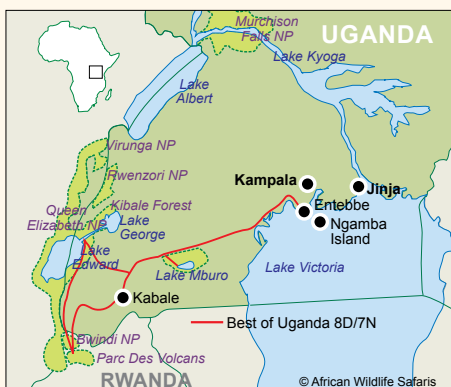 Murchison
Falls NP
UGANDA
Lake Kyoga
Lake
Albert
Virunga NP
Rwenzori NP
Kibale Forest
Queen
Elizabeth NP
Lake
George
Lake
Edward
Kampala
Jinja
Entebbe
Ngamba
Island
Lake Mburo
Lake Victoria
Kabale
Best of Uganda 8D/7N
Bwindi NP
Parc Des Volcans
RWANDA
© African Wildlife Safaris